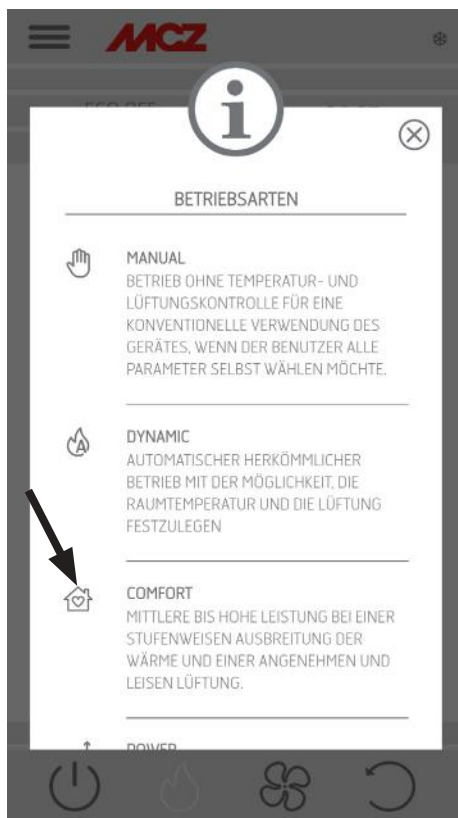 MCZ
BETRIEBSARTEN
MANUAL
BETRIEB OHNE TEMPERATUR- UND
LÜFTUNGSKONTROLLE FÜR EINE
KONVENTIONELLE VERWENDUNG DES
GERÄTES, WENN DER BENUTZER ALLE
PARAMETER SELBST WÄHLEN MÖCHTE.
DYNAMIC
AUTOMATISCHER HERKÖMMLICHER
BETRIEB MIT DER MÖGLICHKEIT, DIE
RAUMTEMPERATUR UND DIE LÜFTUNG
FESTZULEGEN
COMFORT
MITTLERE BIS HOHE LEISTUNG BEI EINER
STUFENWEISEN AUSBREITUNG DER
WÄRME UND EINER ANGENEHMEN UND
LEISEN LÜFTUNG.
POWER